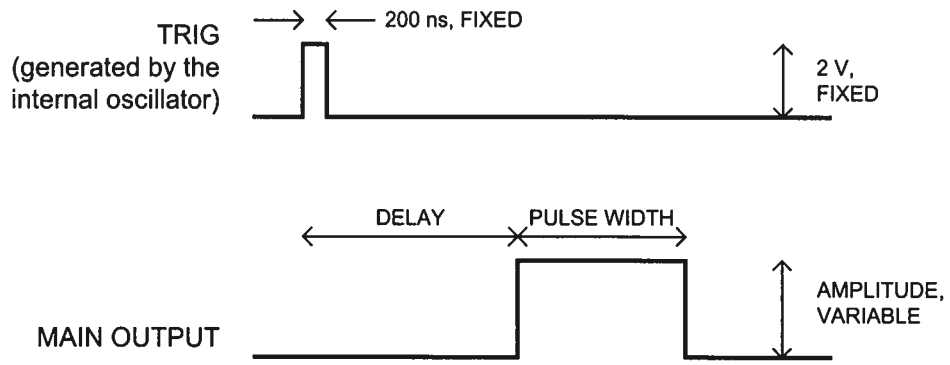 TRIG
(generated by the
internal oscillator)
200 ns, FIXED
2 V,
FIXED
DELAY
PULSE WIDTH
AMPLITUDE,
VARIABLE
MAIN OUTPUT